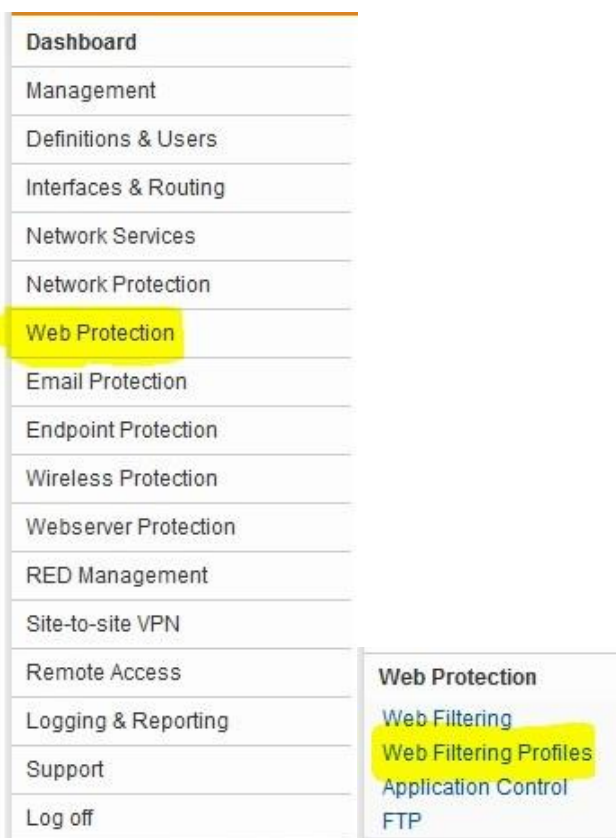 Dashboard
Management
Definitions & Users
Interfaces & Routing
Network Services
Network Protection
Web Protection
Email Protection
Endpoint Protection
Wireless Protection
Webserver Protection
RED Management
Site-to-site VPN
Remote Access
Logging & Reporting
Support
Log off
Web Protection
Web Filtering
Web Filtering Profiles
Application Control
FTP